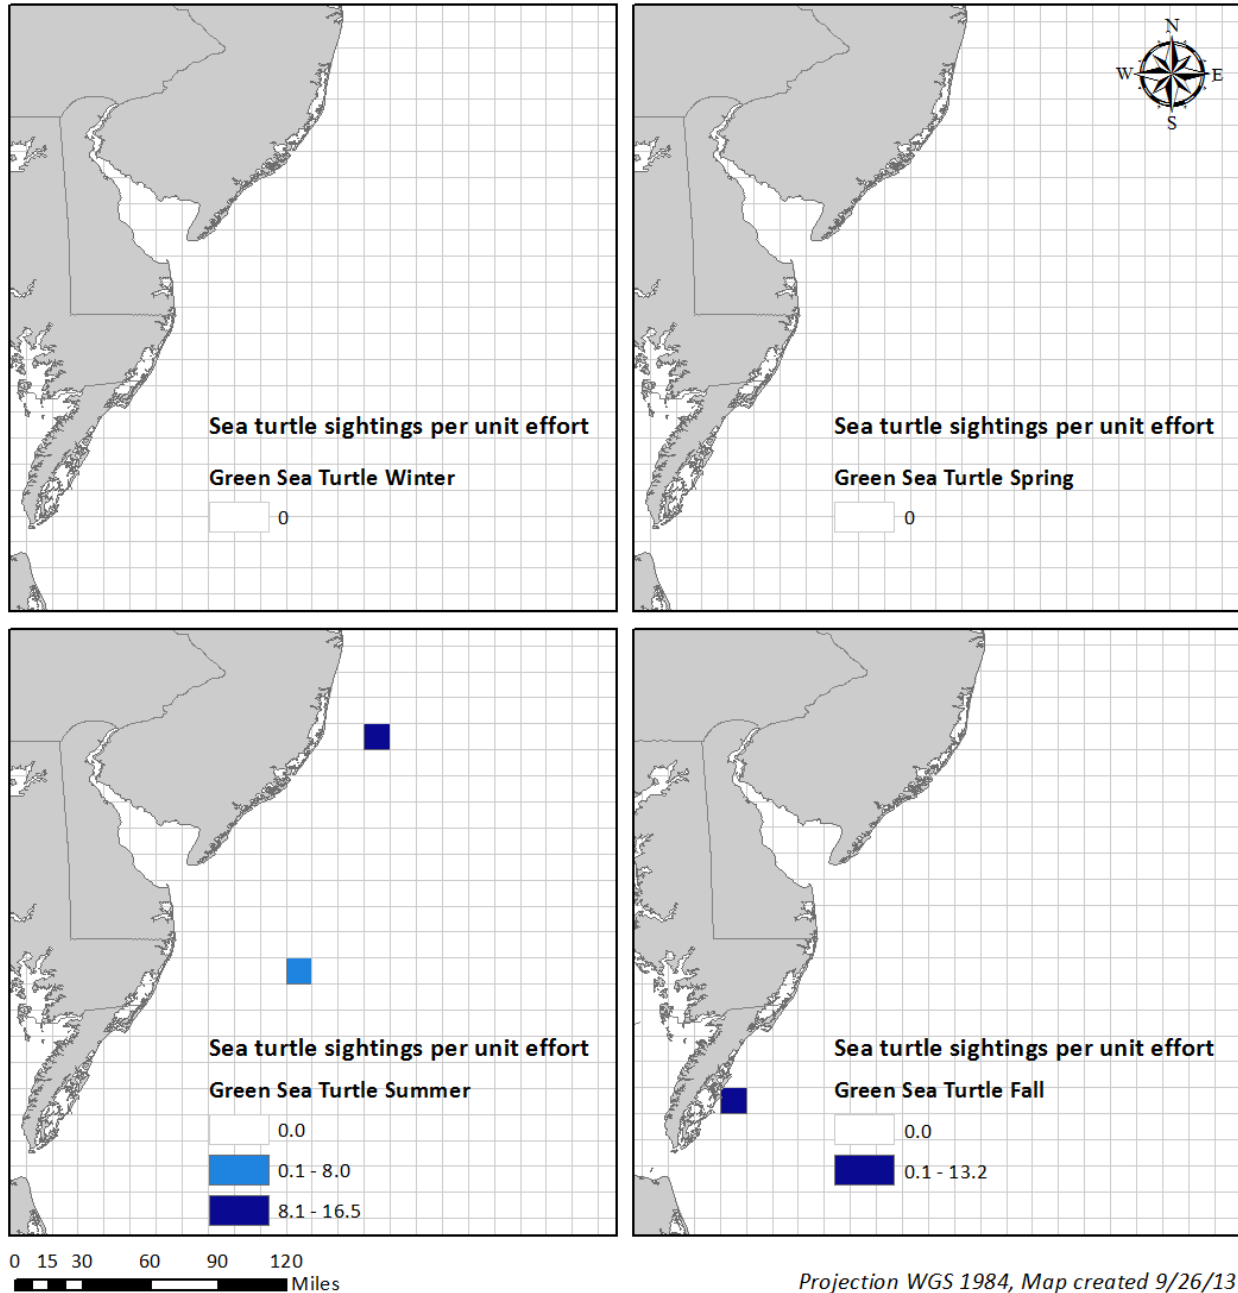 N
W E
S
Sea turtle sightings per unit effort
Green Sea Turtle Winter
0
Sea turtle sightings per unit effort
Green Sea Turtle Spring
0
Sea turtle sightings per unit effort
Green Sea Turtle Summer
0.0
0.1 - 8.0
8.1 - 16.5
Sea turtle sightings per unit effort
Green Sea Turtle Fall
0.0
0.1 - 13.2
0 15 30 60 90 120
Miles
Projection WGS 1984, Map created 9/26/13